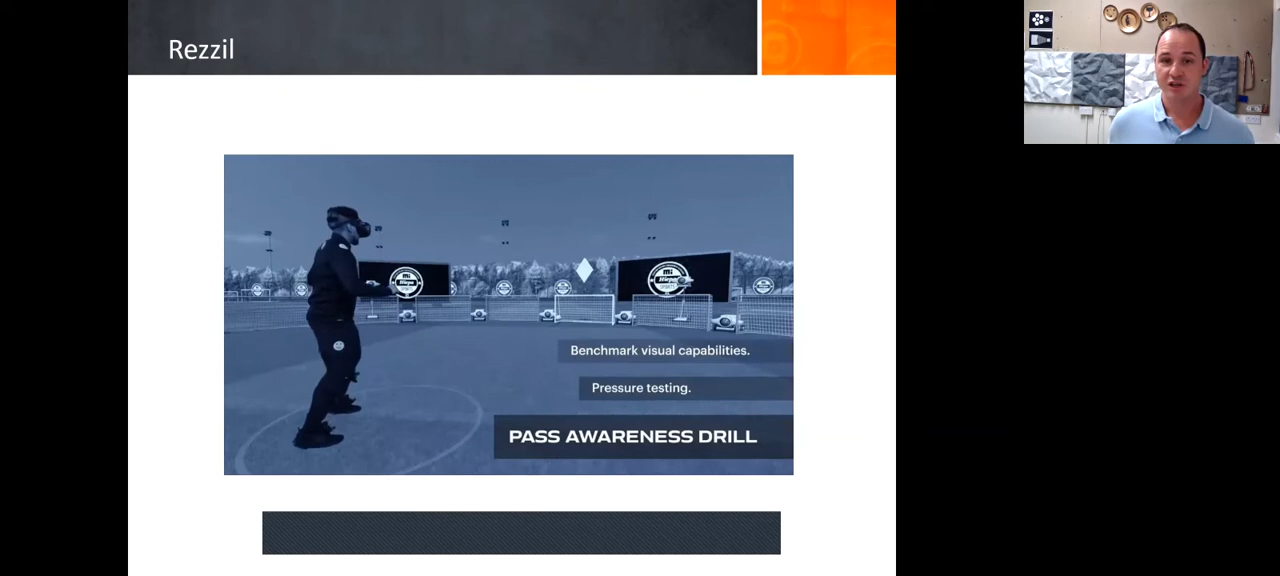 Rezzil
Benchmark visual capabilities.
Pressure testing.
PASS AWARENESS DRILL